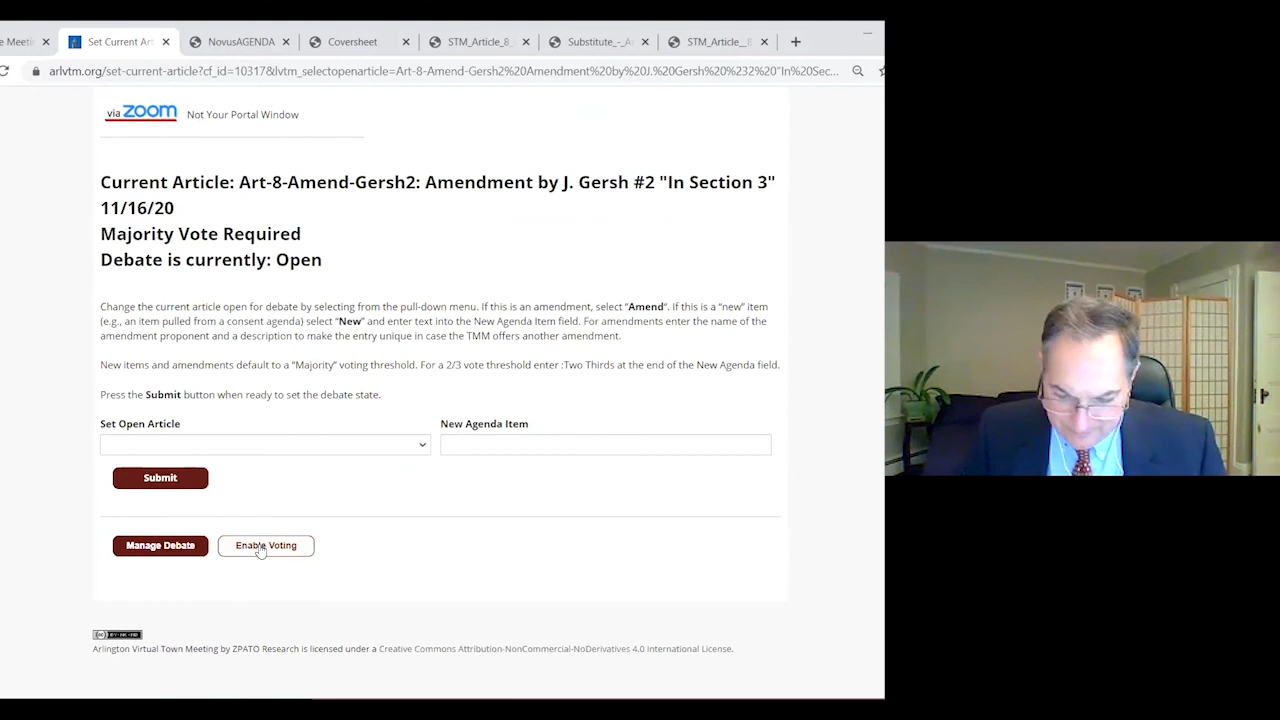 e Meeti
Set Current Art
NovusAGENDA
Coversheet
STM_Article_8_
Substitute_-_A
STM_Article__8
arlvtm.org/set-current-article?cf_id=10317&lvtm_selectopenarticle=Art-8-Amend-Gersh2%20Amendment%20by%20J.%20Gersh%20%232%20"In%20Sec...
via zoom Not Your Portal Window
Current Article: Art-8-Amend-Gersh2: Amendment by J. Gersh #2 "In Section 3"
11/16/20
Majority Vote Required
Debate is currently: Open
Change the current article open for debate by selecting from the pull-down menu. If this is an amendment, select "Amend". If this is a "new" item
(e.g., an item pulled from a consent agenda) select "New" and enter text into the New Agenda Item field. For amendments enter the name of the
amendment proponent and a description to make the entry unique in case the TMM offers another amendment.
New items and amendments default to a "Majority" voting threshold. For a 2/3 vote threshold enter :Two Thirds at the end of the New Agenda field.
Press the Submit button when ready to set the debate state.
Set Open Article
New Agenda Item
Submit
Manage Debate
Enable Voting
Arlington Virtual Town Meeting by ZPATO Research is licensed under a Creative Commons Attribution-NonCommercial-NoDerivatives 4.0 International License.